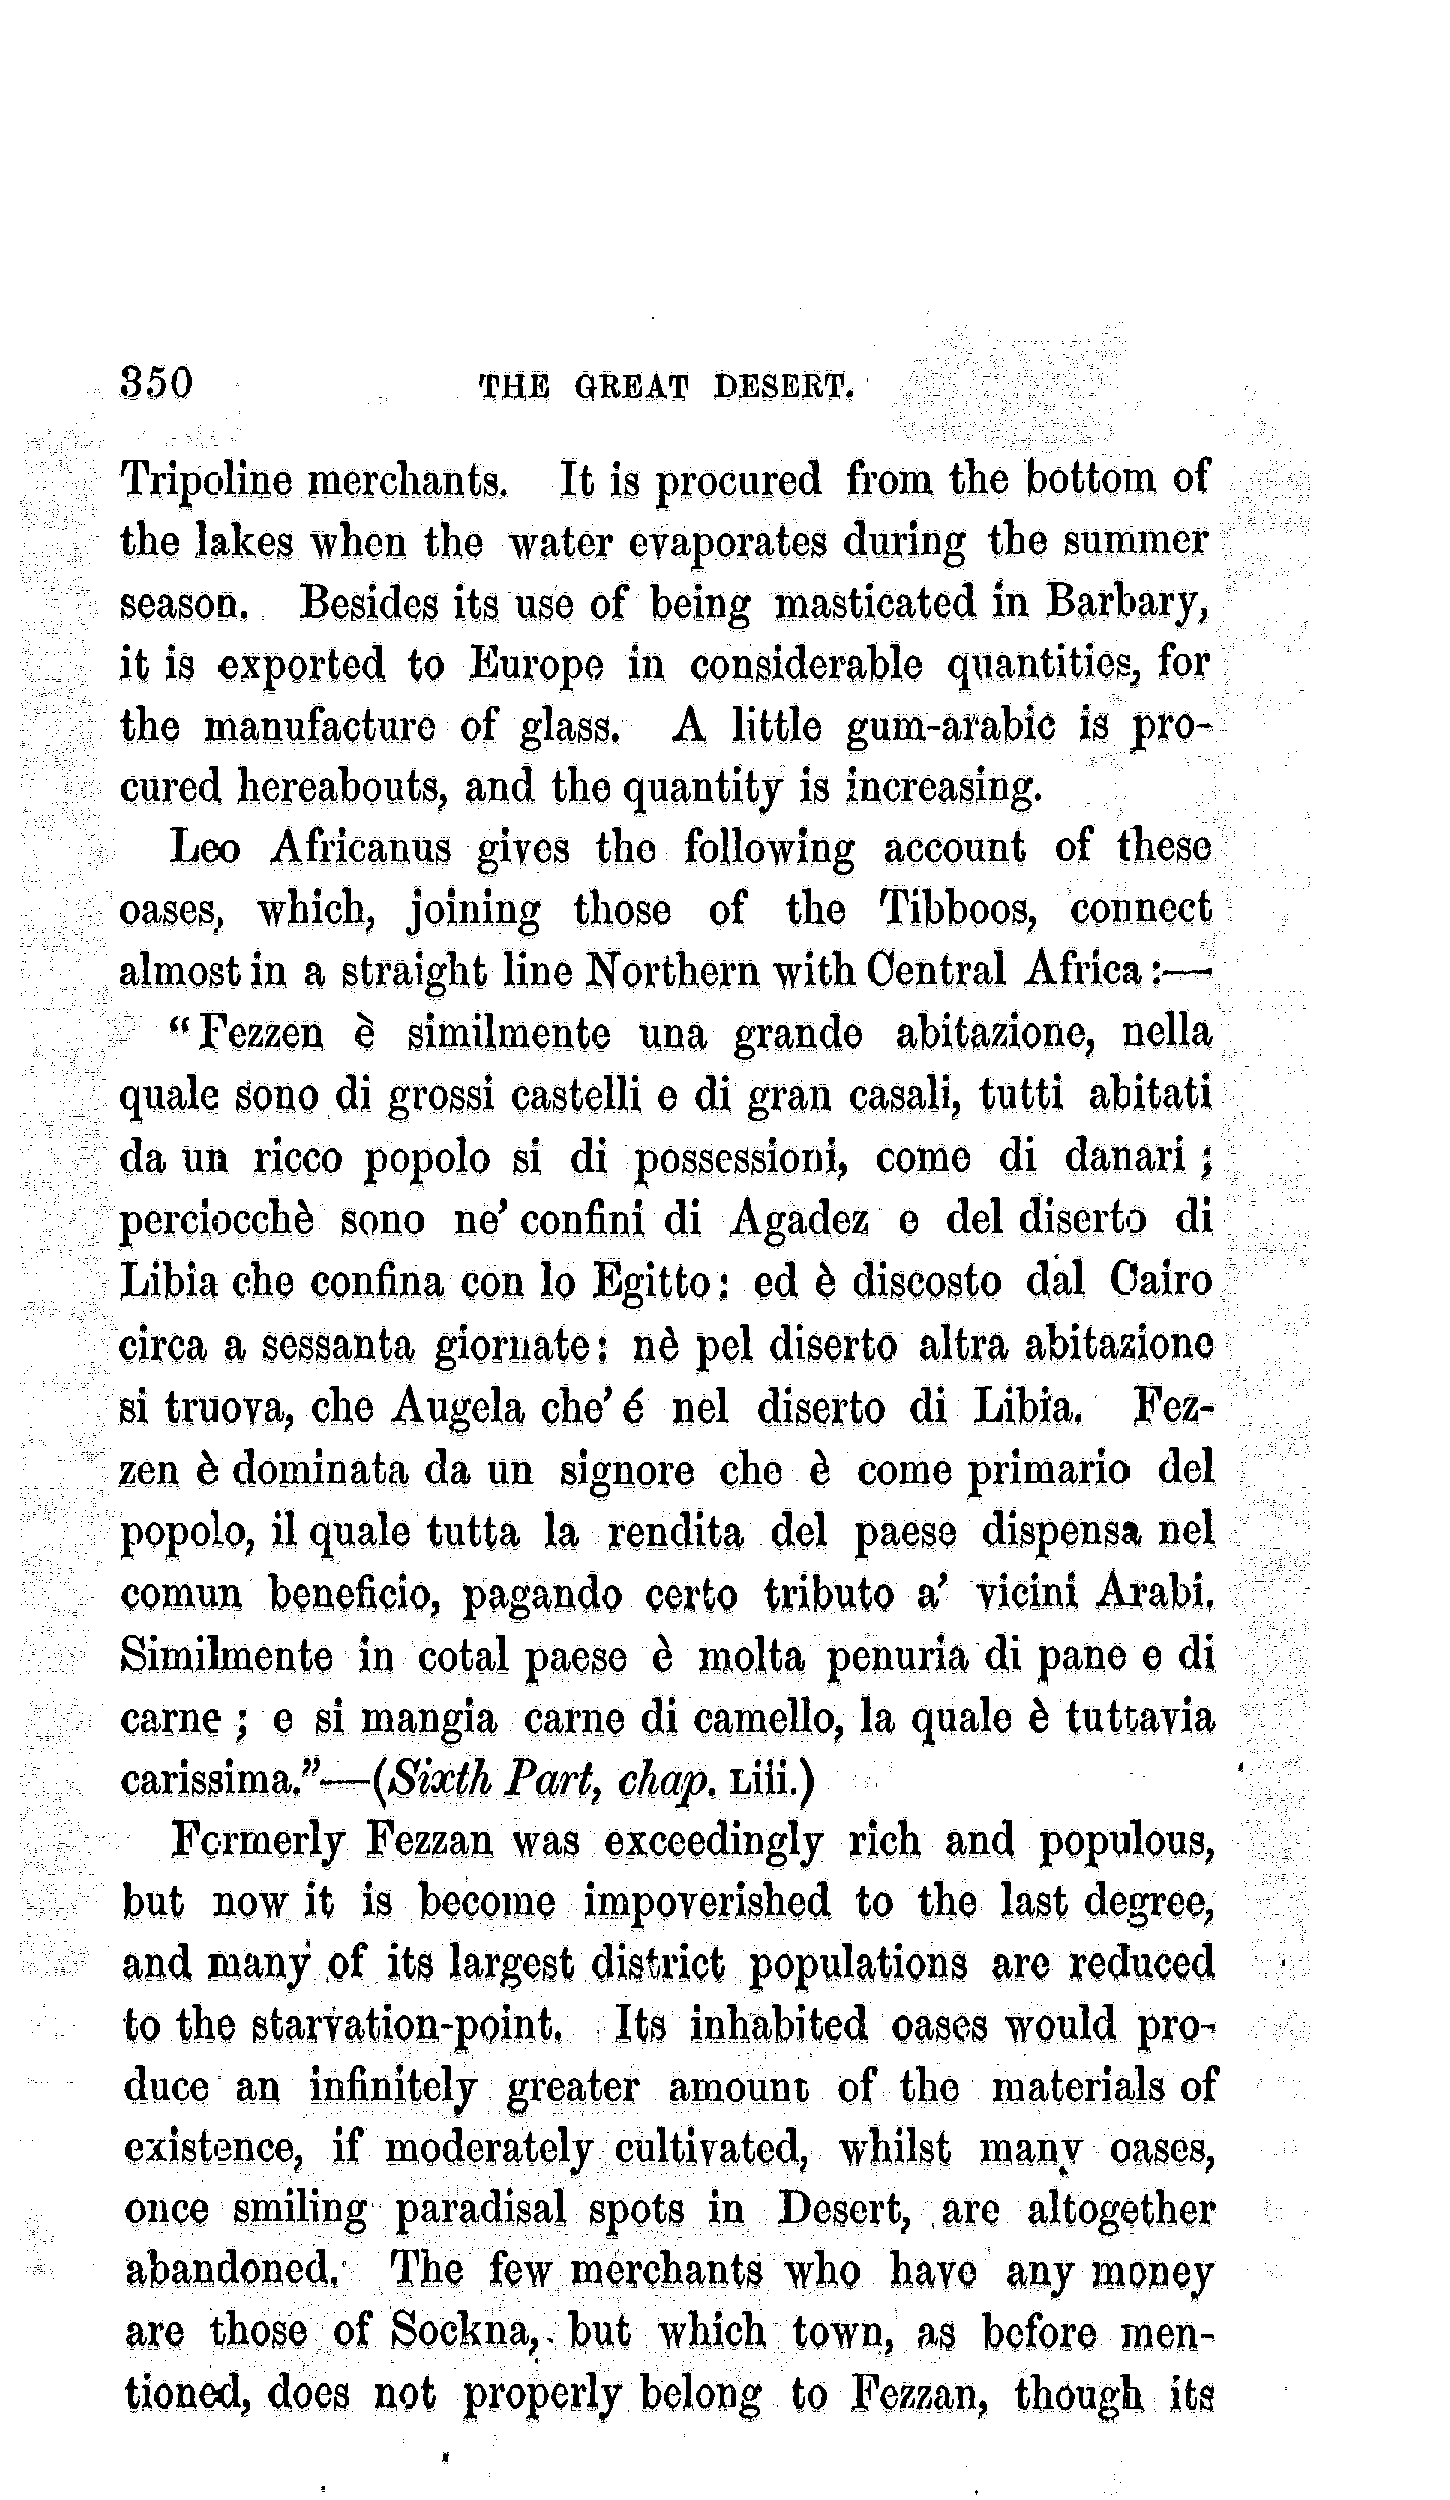 350 THE GREAT DESERT.
Tripoline merchants. It is procured from the bottom of
the lakes when the water evaporates during the summer
season. Besides its use of being masticated in Barbary,
it is exported to Europe in considerable quantities, for
the manufacture of glass. A little gum-arabic is pro-
cured hereabouts, and the quantity is increasing.
Leo Africanus gives the following account of these
oases, which, joining those of the Tibboos, connect
almost in a straight line Northern with Central Africa:—
“Fezzen è similmente una grande abitazione, nella
quale sono di grossi castelli e di gran casali, tutti abitati
da un ricco popolo si di possessioni, come di danari;
perciocchè sono ne’ confini di Agadez e del diserto di
Libia che confina con lo Egitto: ed è discosto dal Cairo
circa a sessanta giornate: nè pel diserto altra abitazione
si truova, che Augela che’ é nel diserto di Libia. Fez-
zen è dominata da un signore che è come primario del
popolo, il quale tutta la rendita del paese dispensa nel
comun beneficio, pagando certo tributo a’ vicini Arabi.
Similmente in cotal paese è molta penuria di pane e di
carne; e si mangia carne di camello, la quale è tuttavia
carissima.”—(Sixth Part, chap. Liii.)
Formerly Fezzan was exceedingly rich and populous,
but now it is become impoverished to the last degree,
and many of its largest district populations are reduced
to the starvation-point. Its inhabited oases would pro-
duce an infinitely greater amount of the materials of
existence, if moderately cultivated, whilst many oases,
once smiling paradisal spots in Desert, are altogether
abandoned. The few merchants who have any money
are those of Sockna, but which town, as before men-
tioned, does not properly belong to Fezzan, though its